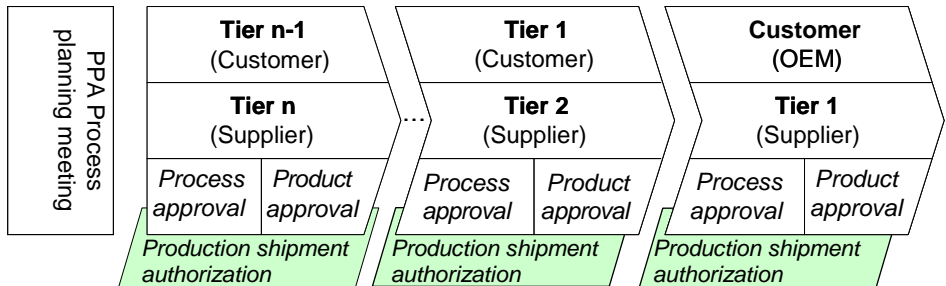 PPA Process
planning meeting
Tier n-1
(Customer)
Tier n
(Supplier)
Process
approval
Product
approval
Production shipment
authorization
...
Tier 1
(Customer)
Tier 2
(Supplier)
Process
approval
Product
approval
Production shipment
authorization
Customer
(OEM)
Tier 1
(Supplier)
Process
approval
Product
approval
Production shipment
authorization